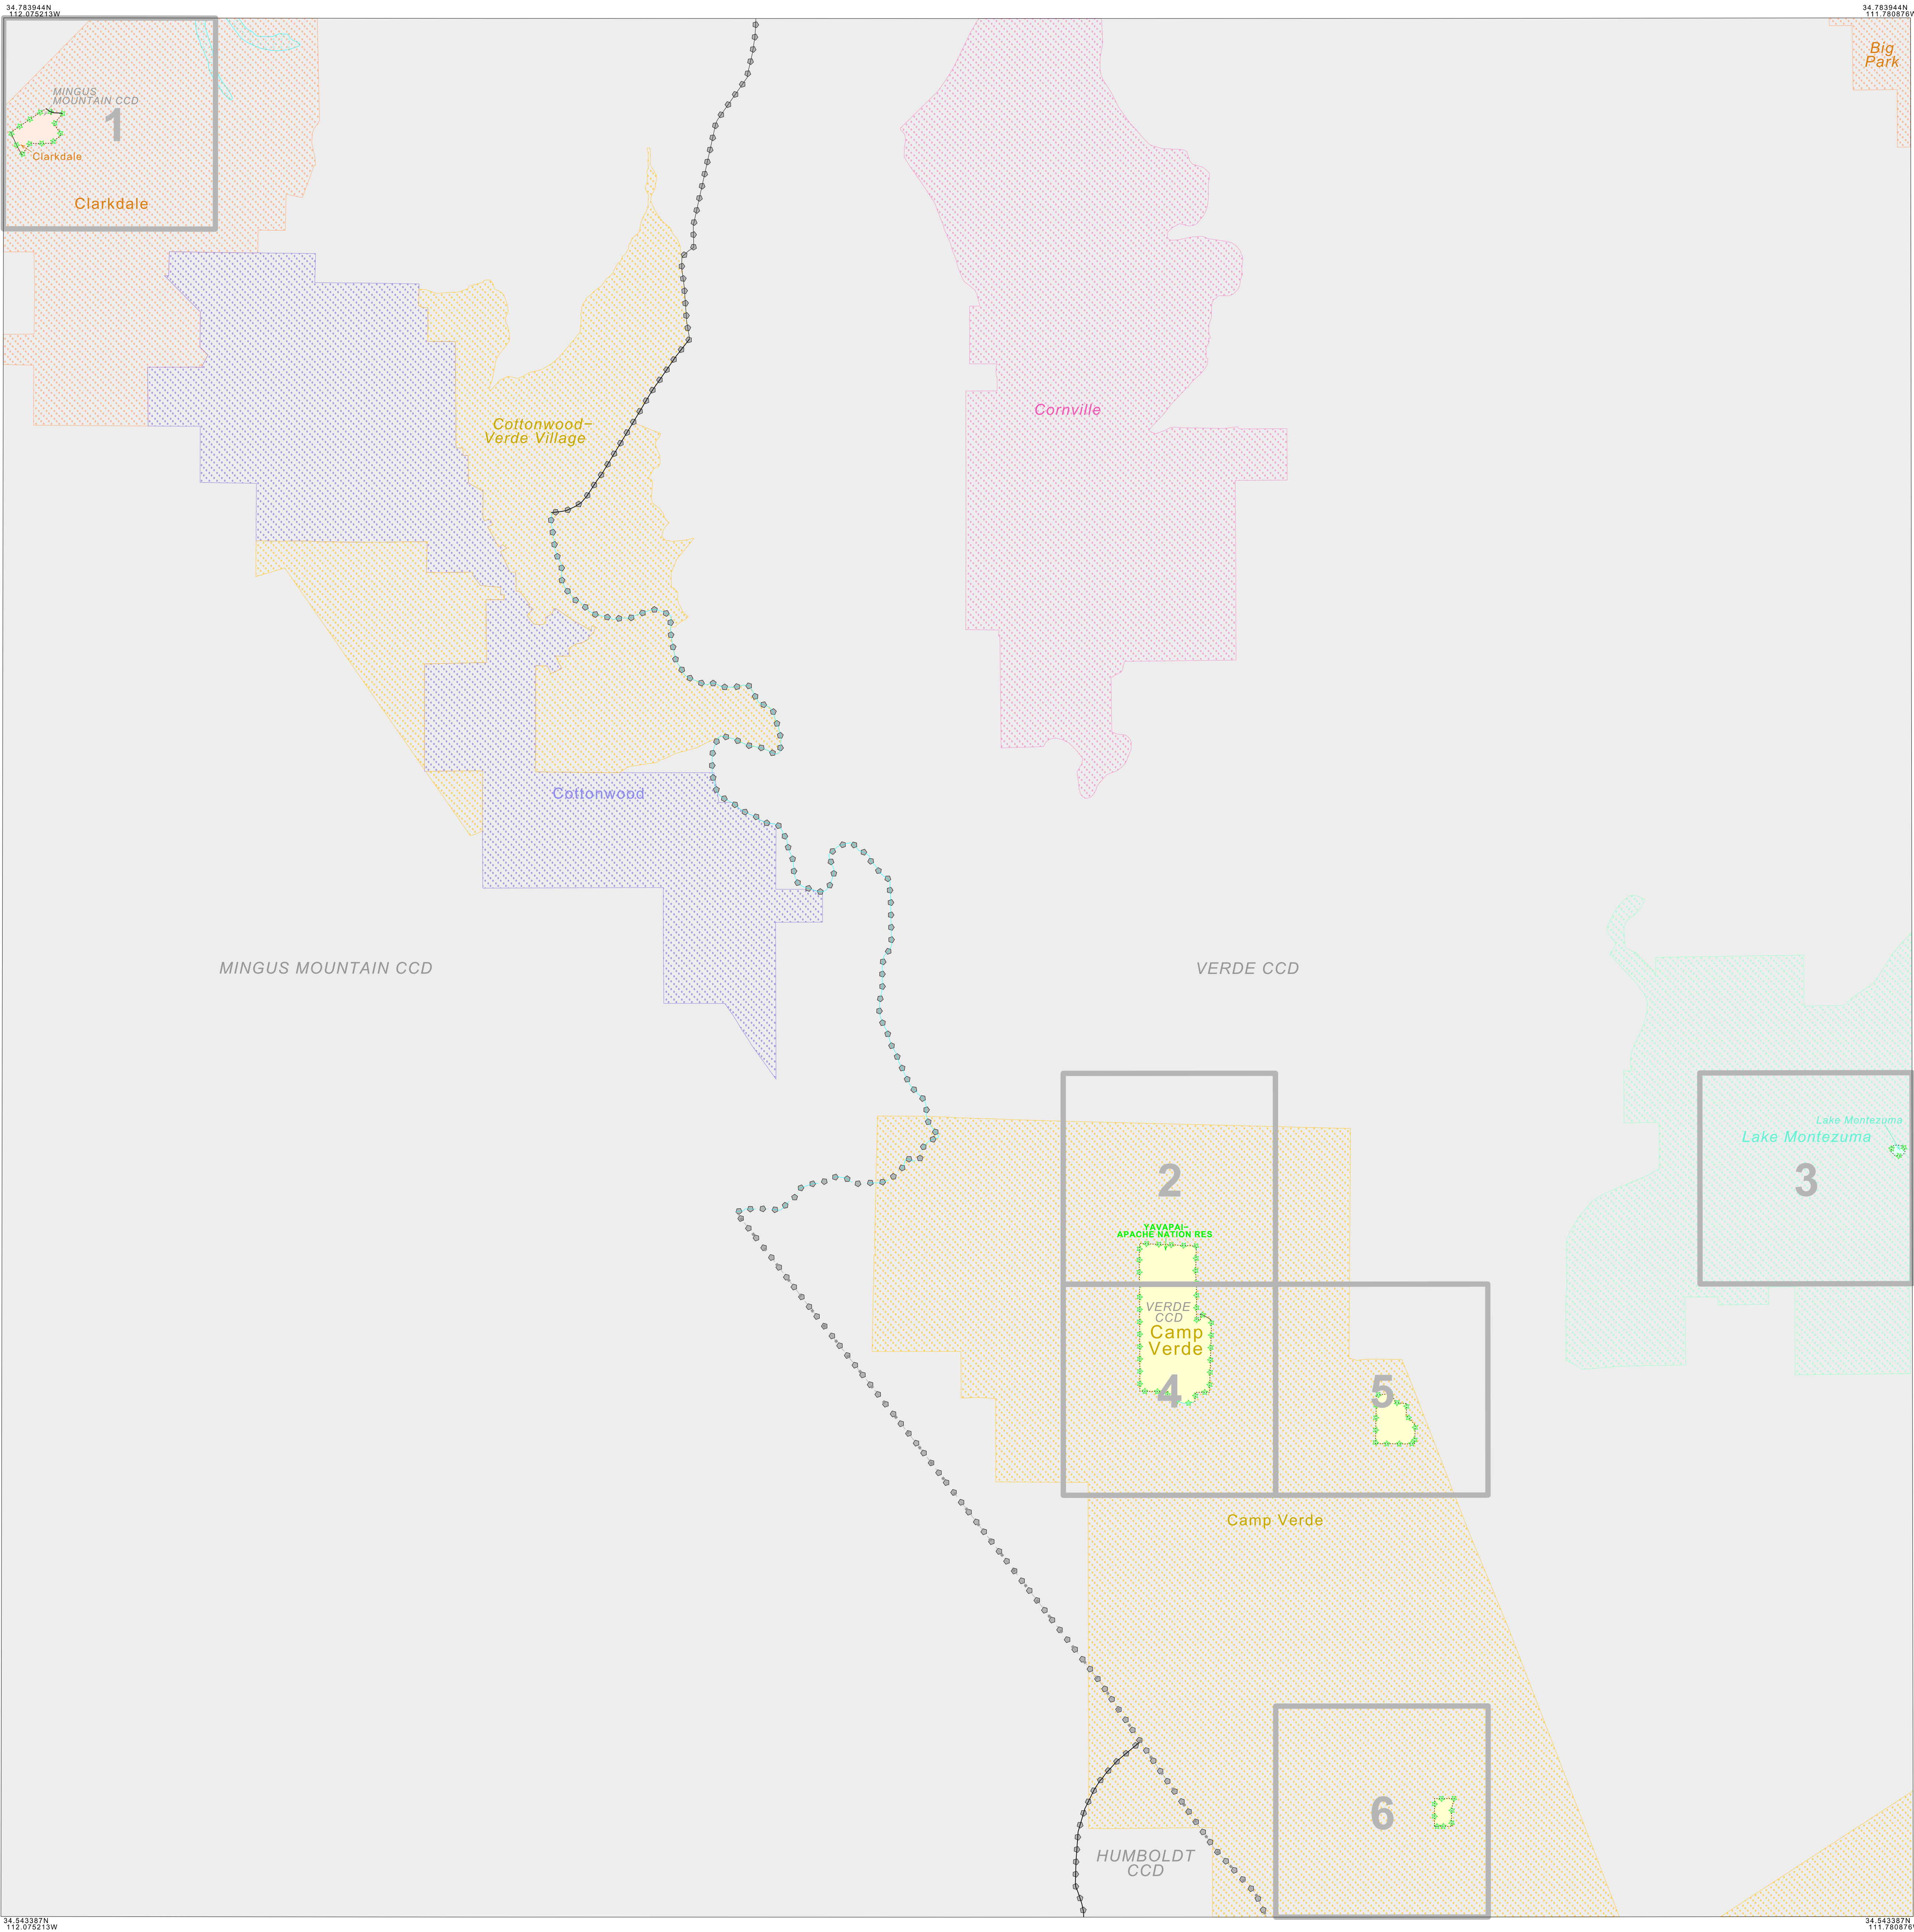 34.783944N
112.075213W
34.783944N
111.780876W
Big
Park
MINGUS
MOUNTAIN CCD
1
Clarkdale
Clarkdale
Cornville
Cottonwood–
Verde Village
Cottonwood
MINGUS MOUNTAIN CCD
VERDE CCD
Lake Montezuma
Lake Montezuma
2
3
YAVAPAI–
APACHE NATION RES
VERDE
CCD
Camp
Verde
4
5
Camp Verde
6
HUMBOLDT
CCD
34.543387N
112.075213W
34.543387N
111.780876W